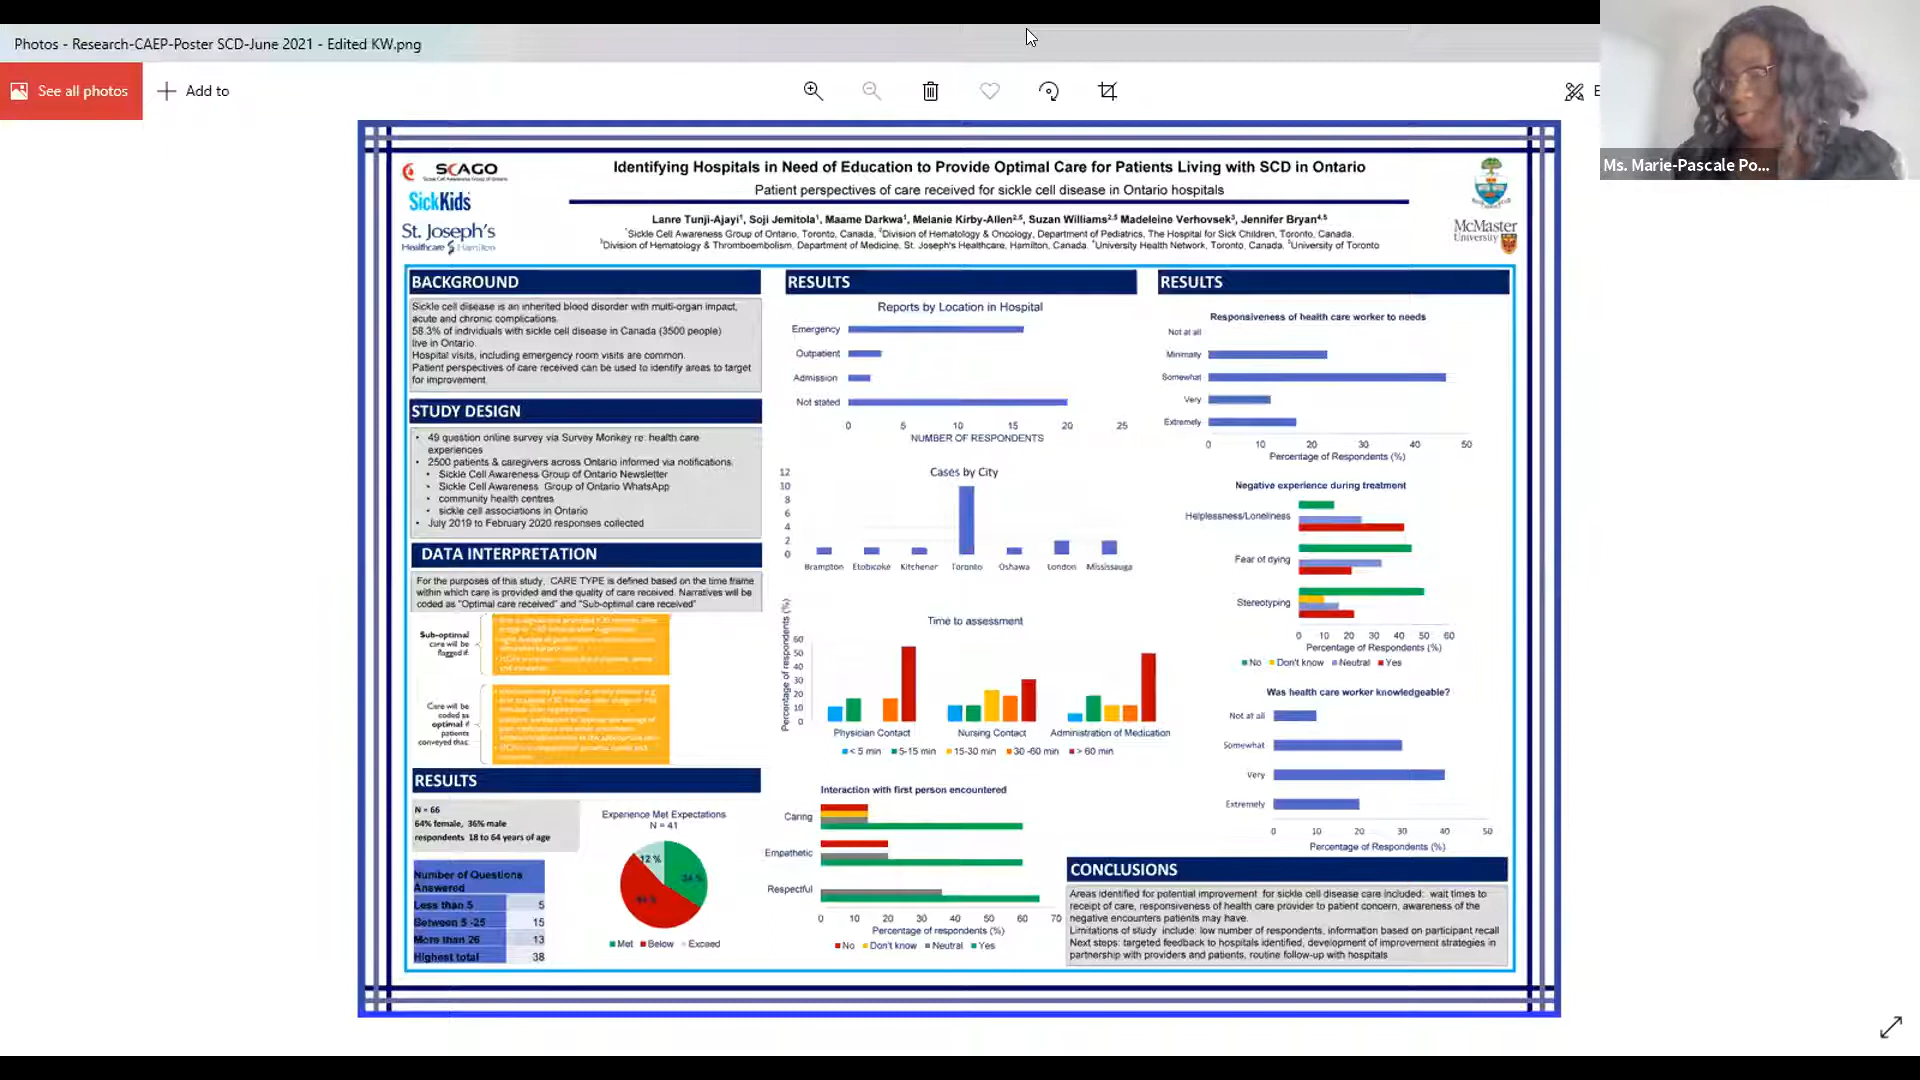 Photos - Research-CAEP-Poster SCD-June 2021 - Edited KW.png
See all photos
Add to
E
Ms. Marie-Pascale Po...
SCAGO
SickKids
St. Joseph's
Healthcare Hamilton
Identifying Hospitals in Need of Education to Provide Optimal Care for Patients Living with SCD in Ontario
Patient perspectives of care received for sickle cell disease in Ontario hospitals
Lanre Tunji-Ajayi¹, Soji Jemitola¹, Maame Darkwa¹, Melanie Kirby-Allen²,⁵, Suzan Williams²,⁵ Madeleine Verhovsek³, Jennifer Bryan⁴,⁵
¹Sickle Cell Awareness Group of Ontario, Toronto, Canada, ²Division of Hematology & Oncology, Department of Pediatrics, The Hospital for Sick Children, Toronto, Canada.
³Division of Hematology & Thromboembolism, Department of Medicine, St. Joseph's Healthcare, Hamilton, Canada. ⁴University Health Network, Toronto, Canada. ⁵University of Toronto
McMaster
University
BACKGROUND
Sickle cell disease is an inherited blood disorder with multi-organ impact,
acute and chronic complications.
58.3% of individuals with sickle cell disease in Canada (3500 people)
live in Ontario.
Hospital visits, including emergency room visits are common.
Patient perspectives of care received can be used to identify areas to target
for improvement.
STUDY DESIGN
• 49 question online survey via Survey Monkey re: health care
experiences
• 2500 patients & caregivers across Ontario informed via notifications
• Sickle Cell Awareness Group of Ontario Newsletter
• Sickle Cell Awareness Group of Ontario WhatsApp
• community health centres
• sickle cell associations in Ontario
• July 2019 to February 2020 responses collected
DATA INTERPRETATION
For the purposes of this study, CARE TYPE is defined based on the time frame
within which care is provided and the quality of care received. Narratives will be
coded as "Optimal care received" and "Sub-optimal care received"
Sub-optimal
care will be
flagged if:
Care will be
coded as
optimal if
patients
conveyed that:
RESULTS
N = 66
64% female, 36% male
respondents 18 to 64 years of age
Number of Questions
Answered
Less than 5 5
Between 5 -25 15
More than 26 13
Highest total 38
Experience Met Expectations
N = 41
12 %
34 %
Met Below Exceed
RESULTS
Reports by Location in Hospital
Emergency
Outpatient
Admission
Not stated
0 5 10 15 20 25
NUMBER OF RESPONDENTS
Cases by City
12
10
8
6
4
2
0
Brampton Etobicoke Kitchener Toronto Oshawa London Mississauga
Time to assessment
Percentage of respondents (%)
60
50
40
30
20
10
0
Physician Contact Nursing Contact Administration of Medication
< 5 min 5-15 min 15-30 min 30 -60 min > 60 min
Interaction with first person encountered
Caring
Empathetic
Respectful
0 10 20 30 40 50 60 70
Percentage of respondents (%)
No Don't know Neutral Yes
RESULTS
Responsiveness of health care worker to needs
Not at all
Minimally
Somewhat
Very
Extremely
0 10 20 30 40 50
Percentage of Respondents (%)
Negative experience during treatment
Helplessness/Loneliness
Fear of dying
Stereotyping
0 10 20 30 40 50 60
Percentage of Respondents (%)
No Don't know Neutral Yes
Was health care worker knowledgeable?
Not at all
Somewhat
Very
Extremely
0 10 20 30 40 50
Percentage of Respondents (%)
CONCLUSIONS
Areas identified for potential improvement for sickle cell disease care included: wait times to
receipt of care, responsiveness of health care provider to patient concern, awareness of the
negative encounters patients may have.
Limitations of study include: low number of respondents, information based on participant recall
Next steps: targeted feedback to hospitals identified, development of improvement strategies in
partnership with providers and patients, routine follow-up with hospitals